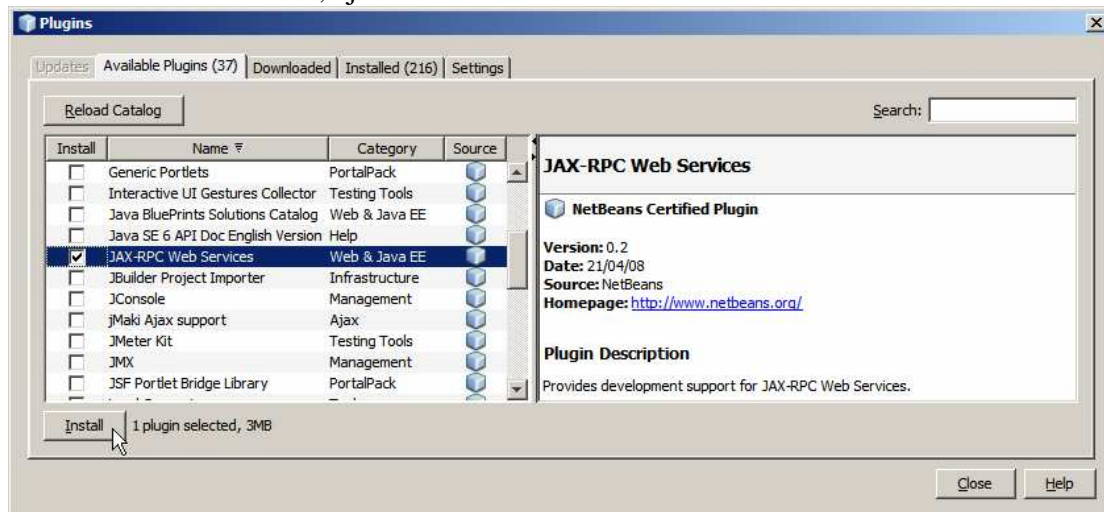 Plugins
Updates Available Plugins (37) Downloaded Installed (216) Settings
Reload Catalog Search:
Install Name Category Source
Generic Portlets PortalPack
Interactive UI Gestures Collector Testing Tools
Java BluePrints Solutions Catalog Web & Java EE
Java SE 6 API Doc English Version Help
JAX-RPC Web Services Web & Java EE
JBuilder Project Importer Infrastructure
JConsole Management
jMaki Ajax support Ajax
JMeter Kit Testing Tools
JMX Management
JSF Portlet Bridge Library PortalPack
JAX-RPC Web Services
NetBeans Certified Plugin
Version: 0.2
Date: 21/04/08
Source: NetBeans
Homepage: http://www.netbeans.org/
Plugin Description
Provides development support for JAX-RPC Web Services.
Install 1 plugin selected, 3MB
Close Help